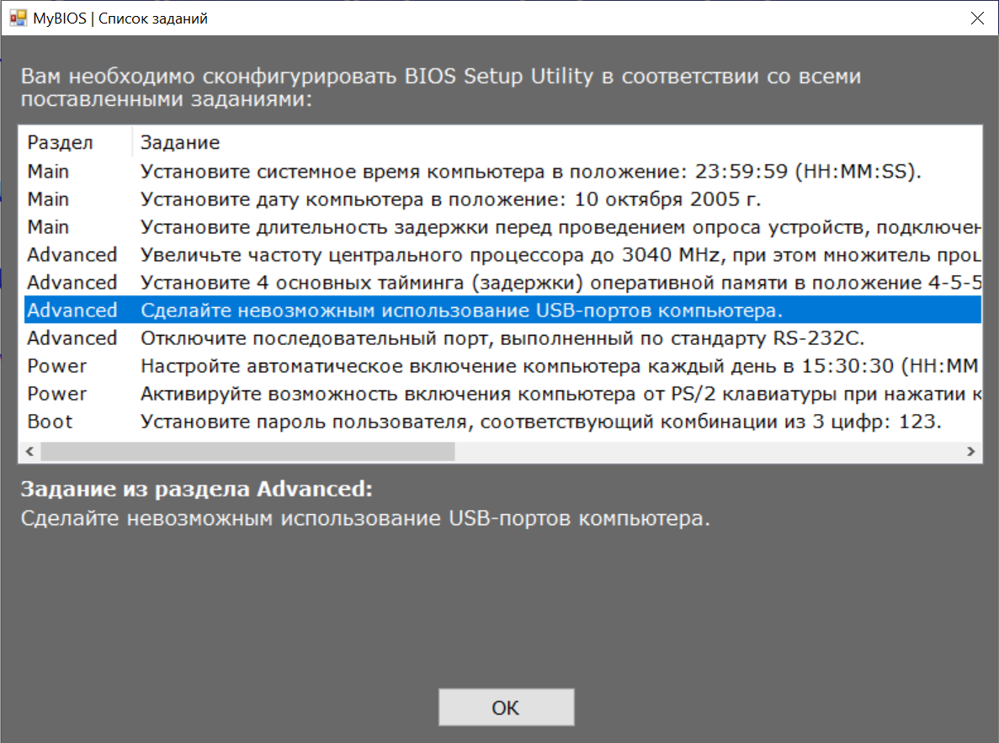 MyBIOS | Список заданий
Вам необходимо сконфигурировать BIOS Setup Utility в соответствии со всеми
поставленными заданиями:
Раздел Задание
Main Установите системное время компьютера в положение: 23:59:59 (HH:MM:SS).
Main Установите дату компьютера в положение: 10 октября 2005 г.
Main Установите длительность задержки перед проведением опроса устройств, подключен
Advanced Увеличьте частоту центрального процессора до 3040 MHz, при этом множитель проц
Advanced Установите 4 основных тайминга (задержки) оперативной памяти в положение 4-5-5
Advanced Сделайте невозможным использование USB-портов компьютера.
Advanced Отключите последовательный порт, выполненный по стандарту RS-232C.
Power Настройте автоматическое включение компьютера каждый день в 15:30:30 (HH:MM
Power Активируйте возможность включения компьютера от PS/2 клавиатуры при нажатии к
Boot Установите пароль пользователя, соответствующий комбинации из 3 цифр: 123.
Задание из раздела Advanced:
Сделайте невозможным использование USB-портов компьютера.
ОК